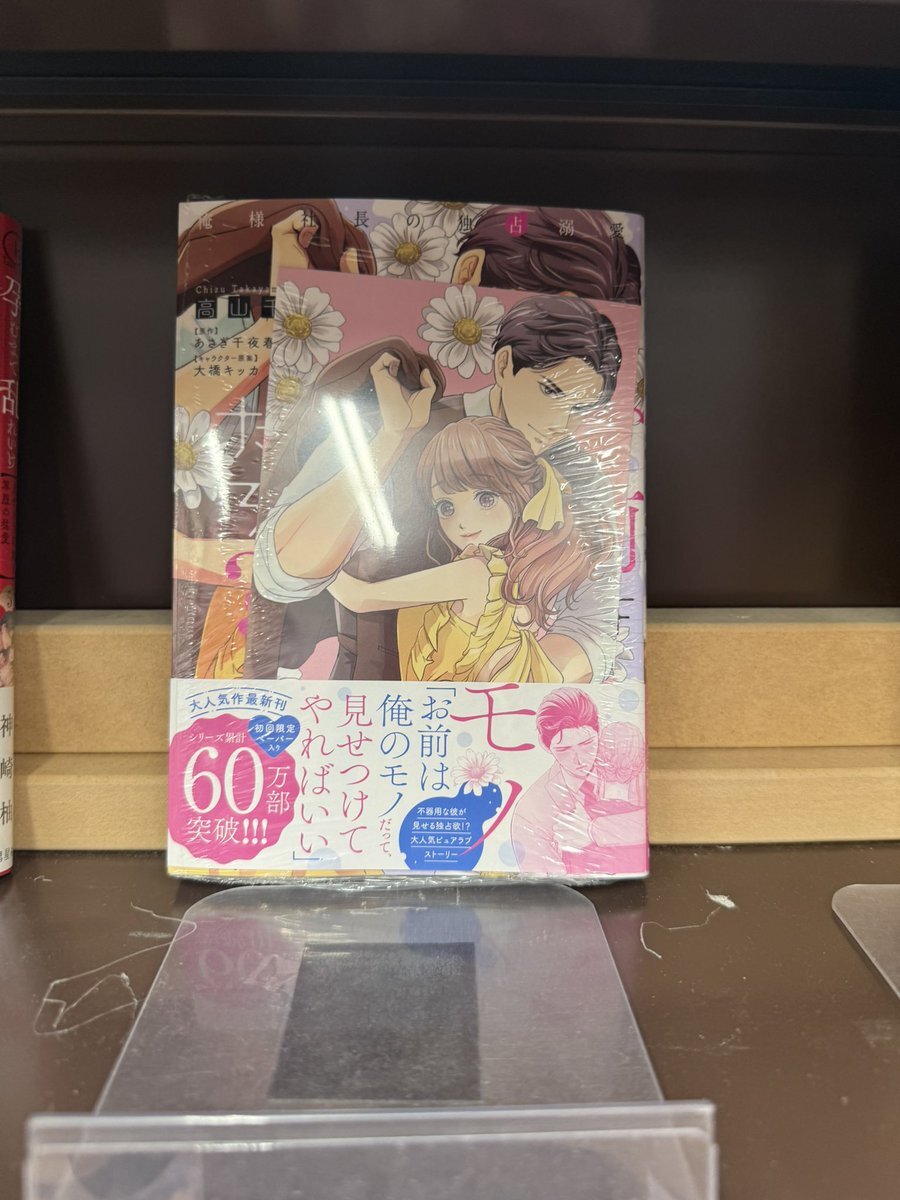 俺様社長の独占溺愛
Chizu Takaya
高山千
【原作】
あさぎ千夜春
【キャラクター原案】
大橋キッカ
大人気作最新刊
初回限定
ペーパー
入り
シリーズ累計
60万部
突破!!!
「お前は
俺のモノだって、
見せつけて
やればいい」
モノ
不器用な彼が
見せる独占欲!?
大人気ピュアラブ
ストーリー
神崎柚